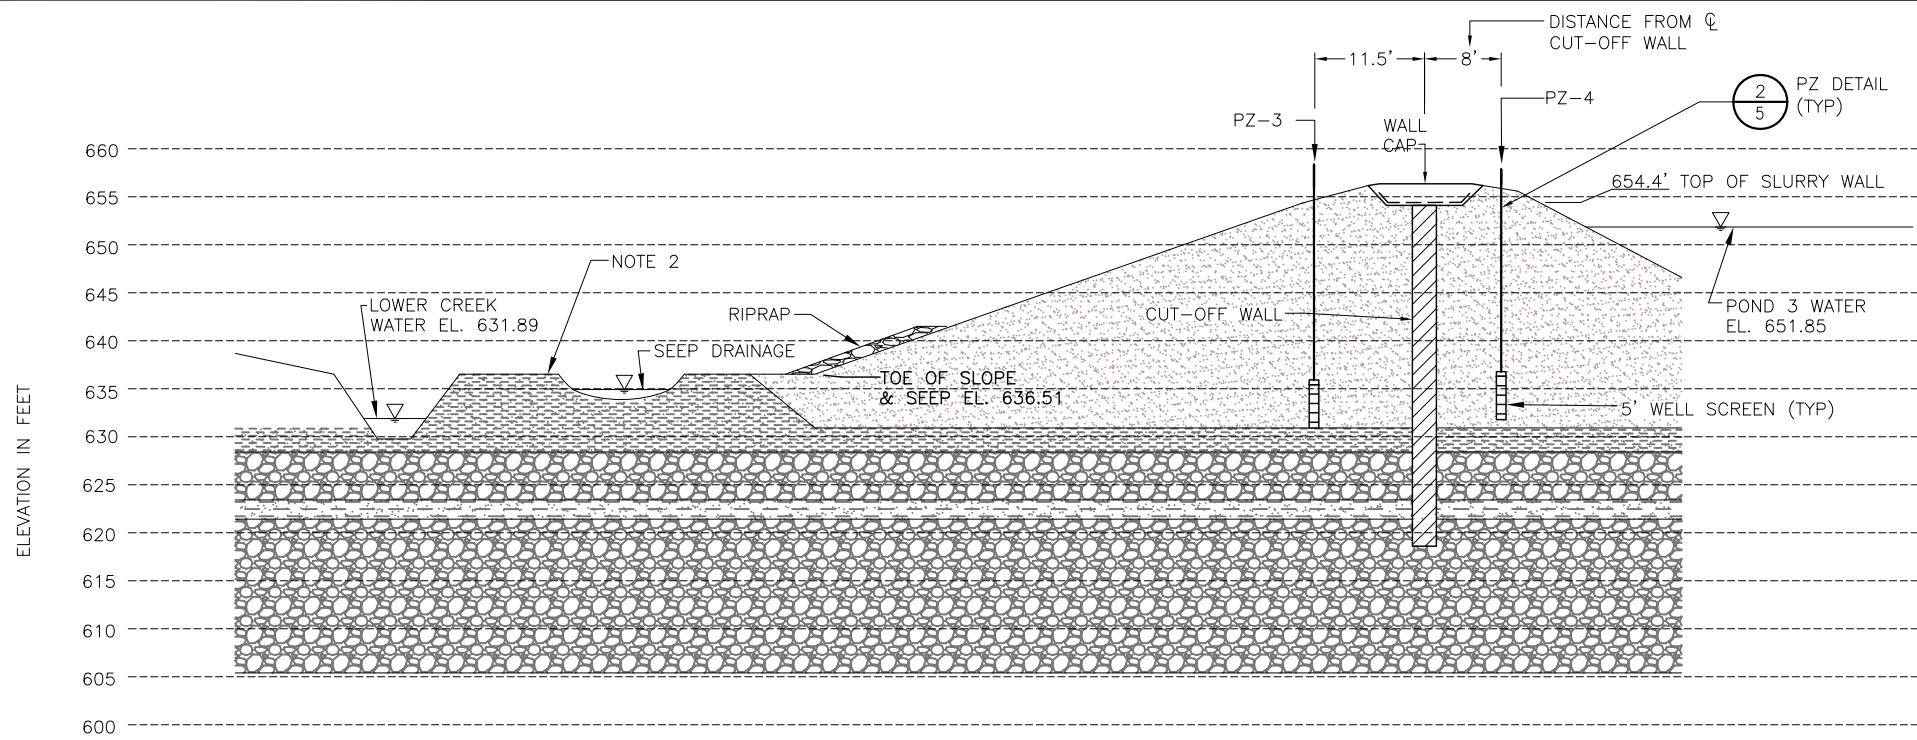 DISTANCE FROM ℄
CUT-OFF WALL
11.5'
8'
2
5
PZ DETAIL
(TYP)
PZ-4
PZ-3
WALL
CAP
660
655
650
645
640
635
630
625
620
615
610
605
600
ELEVATION IN FEET
654.4' TOP OF SLURRY WALL
NOTE 2
LOWER CREEK
WATER EL. 631.89
RIPRAP
CUT-OFF WALL
POND 3 WATER
EL. 651.85
SEEP DRAINAGE
TOE OF SLOPE
& SEEP EL. 636.51
5' WELL SCREEN (TYP)